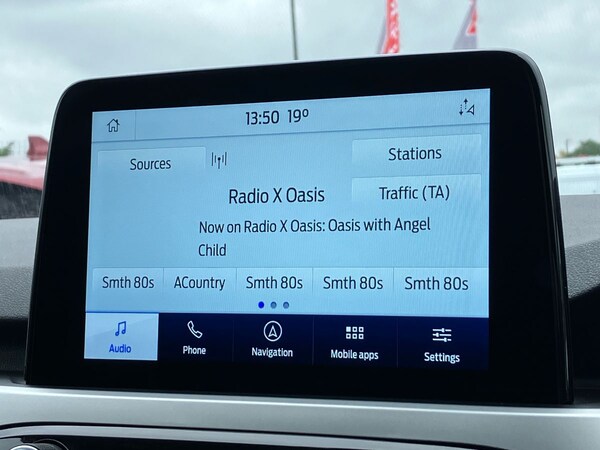 13:50 19°
Sources
Stations
Radio X Oasis
Traffic (TA)
Now on Radio X Oasis: Oasis with Angel
Child
Smth 80s ACountry Smth 80s Smth 80s Smth 80s
Audio Phone Navigation Mobile apps Settings